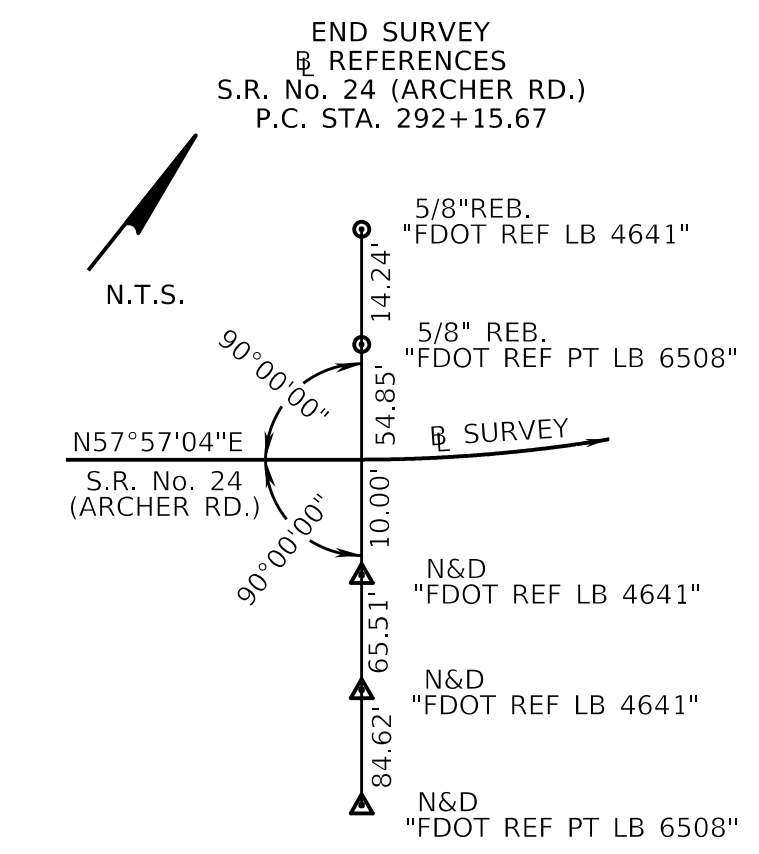 END SURVEY
BL REFERENCES
S.R. No. 24 (ARCHER RD.)
P.C. STA. 292+15.67
N.T.S.
5/8"REB.
"FDOT REF LB 4641"
14.24'
5/8" REB.
"FDOT REF PT LB 6508"
90°00'00"
54.85'
N57°57'04"E
BL SURVEY
S.R. No. 24
(ARCHER RD.)
10.00'
90°00'00"
N&D
"FDOT REF LB 4641"
65.51'
N&D
"FDOT REF LB 4641"
84.62'
N&D
"FDOT REF PT LB 6508"